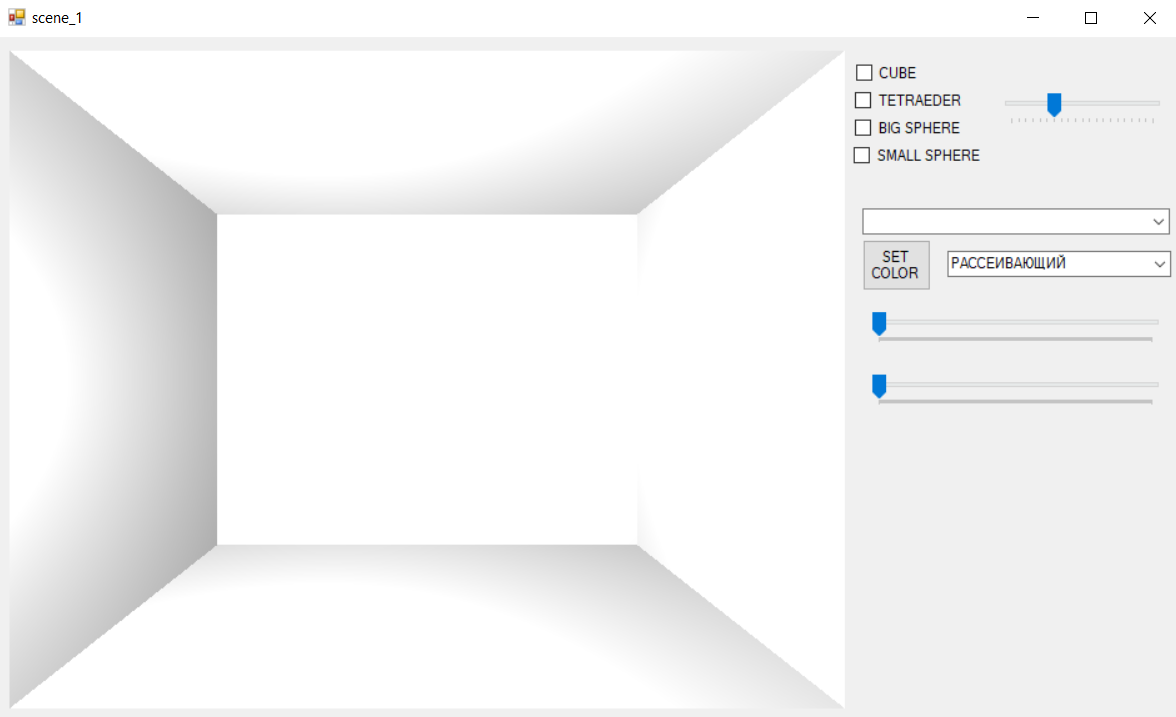 scene_1
CUBE
TETRAEDER
BIG SPHERE
SMALL SPHERE
SET
COLOR
РАССЕИВАЮЩИЙ